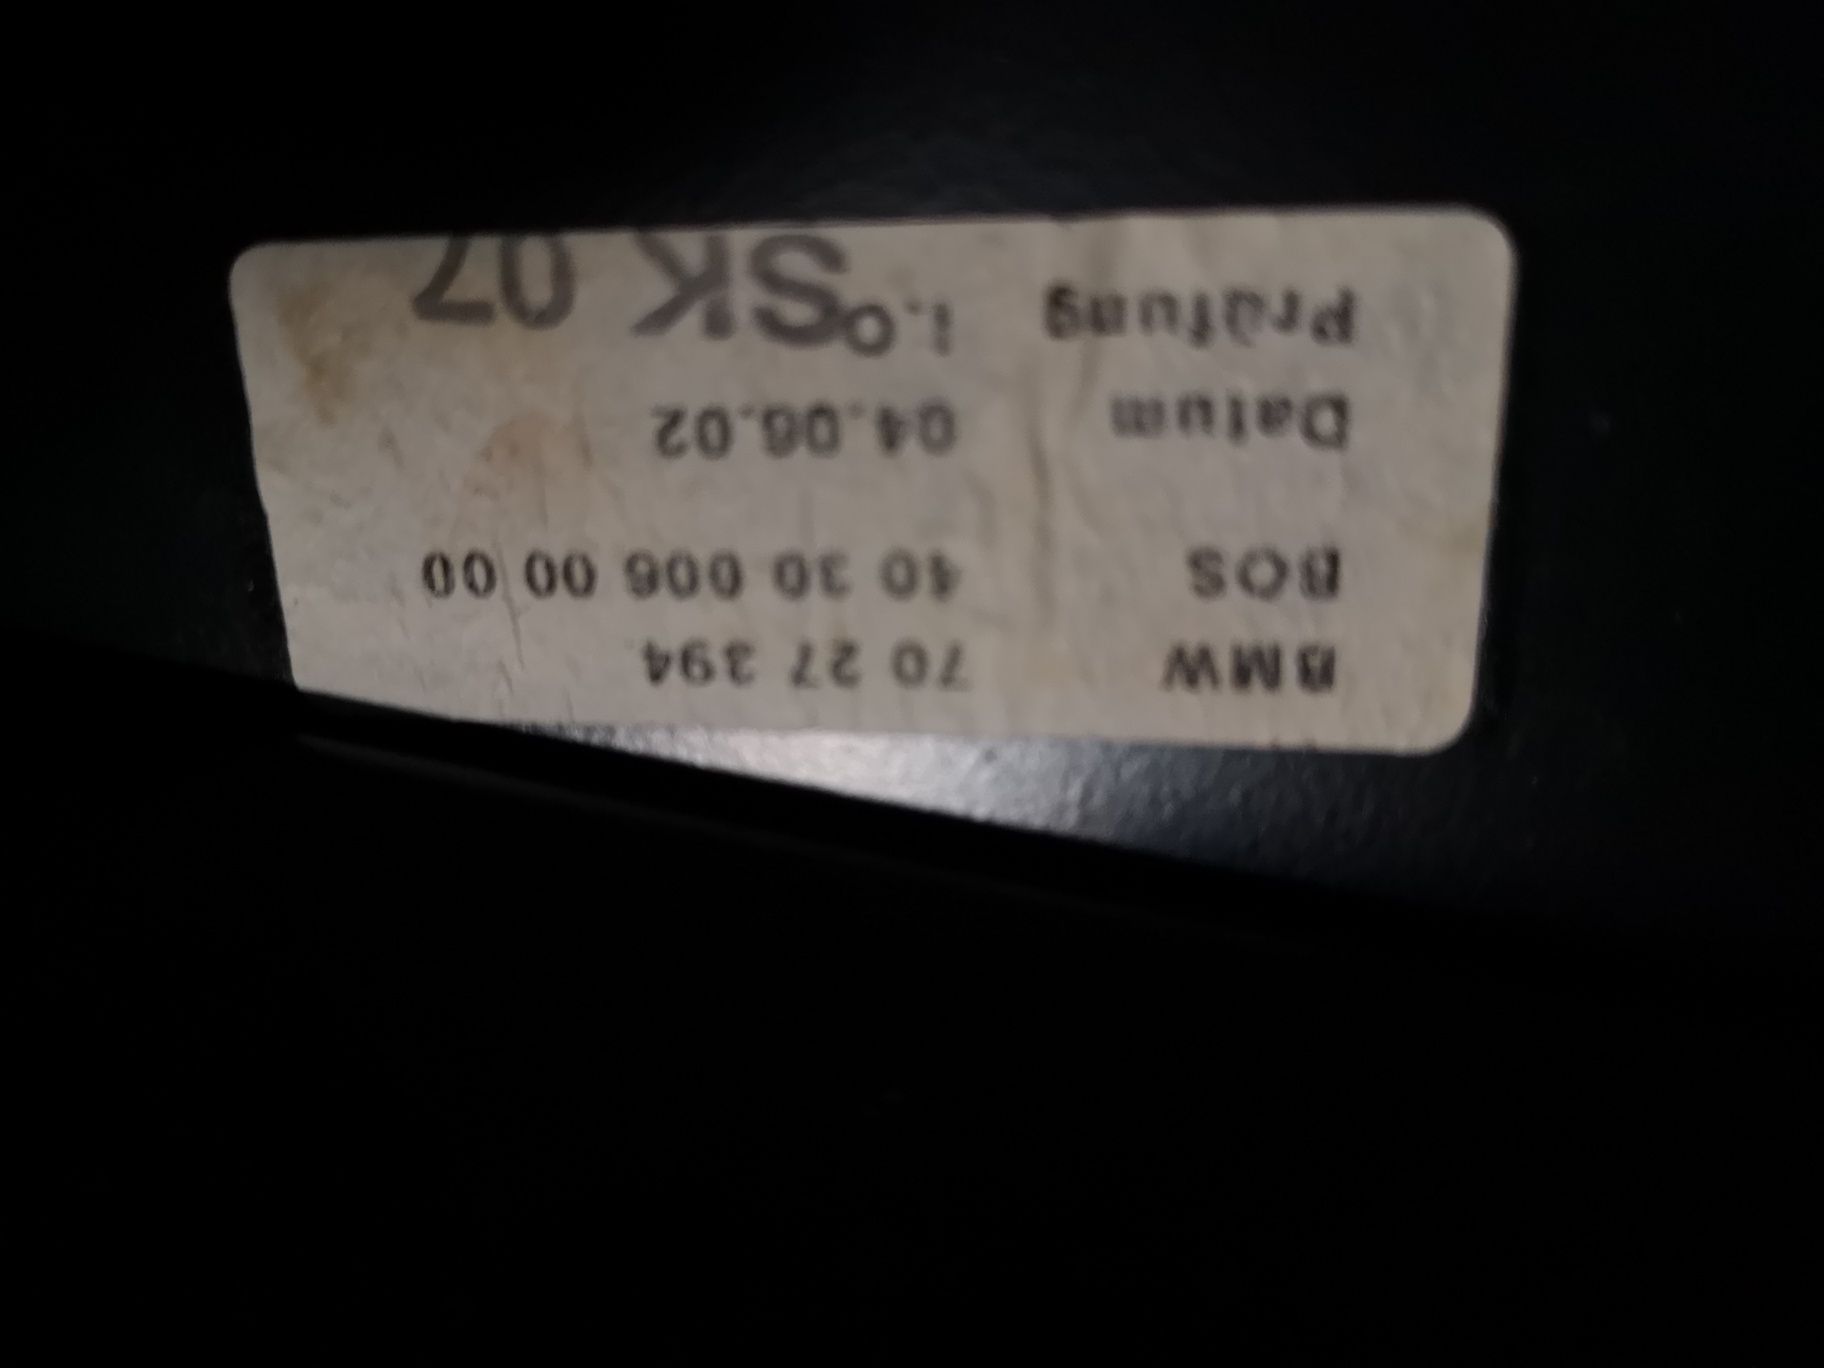 BMW 70 27 394
BOS 40 30 006 00 00
Datum 04.06.02
Prüfung i.o SK 07